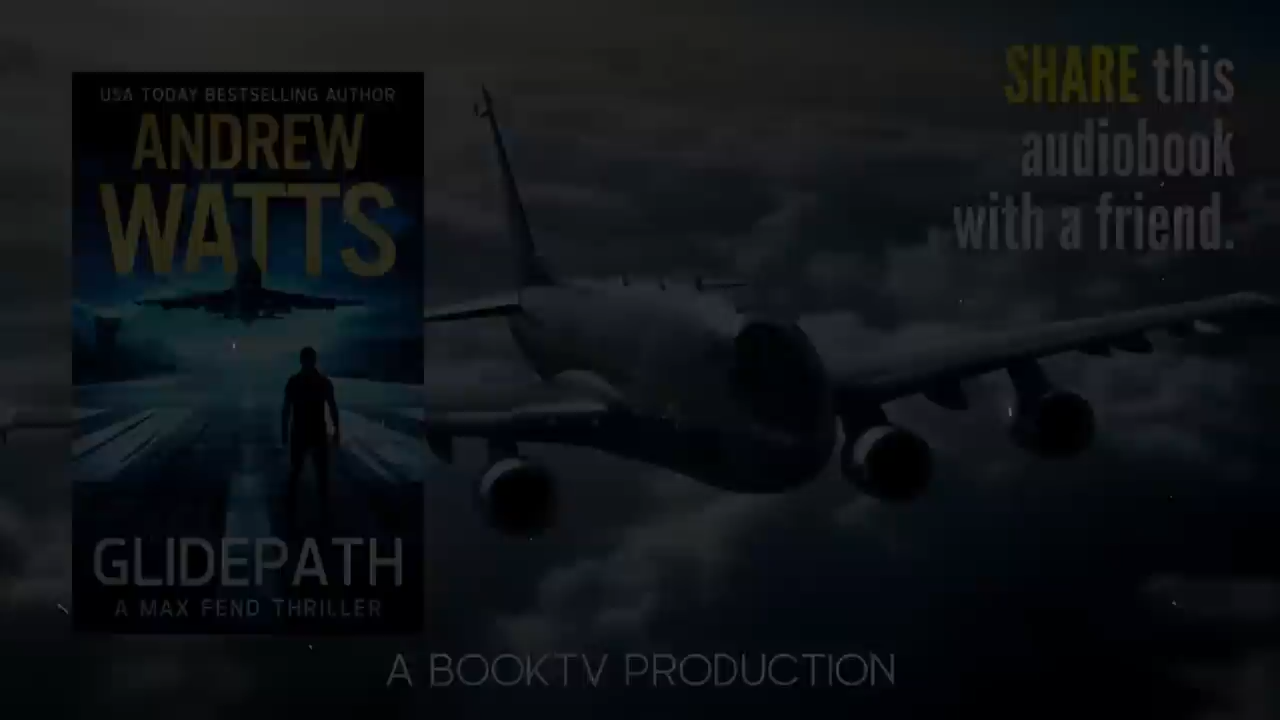 USA TODAY BESTSELLING AUTHOR
ANDREW
WATTS
GLIDEPATH
A MAX FEND THRILLER
SHARE this
audiobook
with a friend.
A BOOKTV PRODUCTION